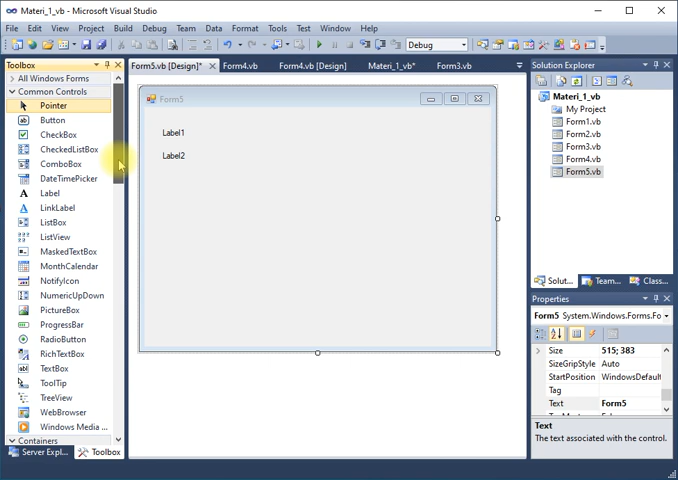 Materi_1_vb - Microsoft Visual Studio
File Edit View Project Build Debug Team Data Format Tools Test Window Help
Debug
Toolbox
All Windows Forms
Common Controls
Pointer
Button
CheckBox
CheckedListBox
ComboBox
DateTimePicker
Label
LinkLabel
ListBox
ListView
MaskedTextBox
MonthCalendar
NotifyIcon
NumericUpDown
PictureBox
ProgressBar
RadioButton
RichTextBox
TextBox
ToolTip
TreeView
WebBrowser
Windows Media ...
Containers
Server Expl... Toolbox
Form5.vb [Design]* Form4.vb Form4.vb [Design] Materi_1_vb* Form3.vb
Form5
Label1
Label2
Solution Explorer
Materi_1_vb
My Project
Form1.vb
Form2.vb
Form3.vb
Form4.vb
Form5.vb
Solut... Team... Class...
Properties
Form5 System.Windows.Forms.Fo
Size 515; 383
SizeGripStyle Auto
StartPosition WindowsDefault
Tag
Text Form5
Text
The text associated with the control.